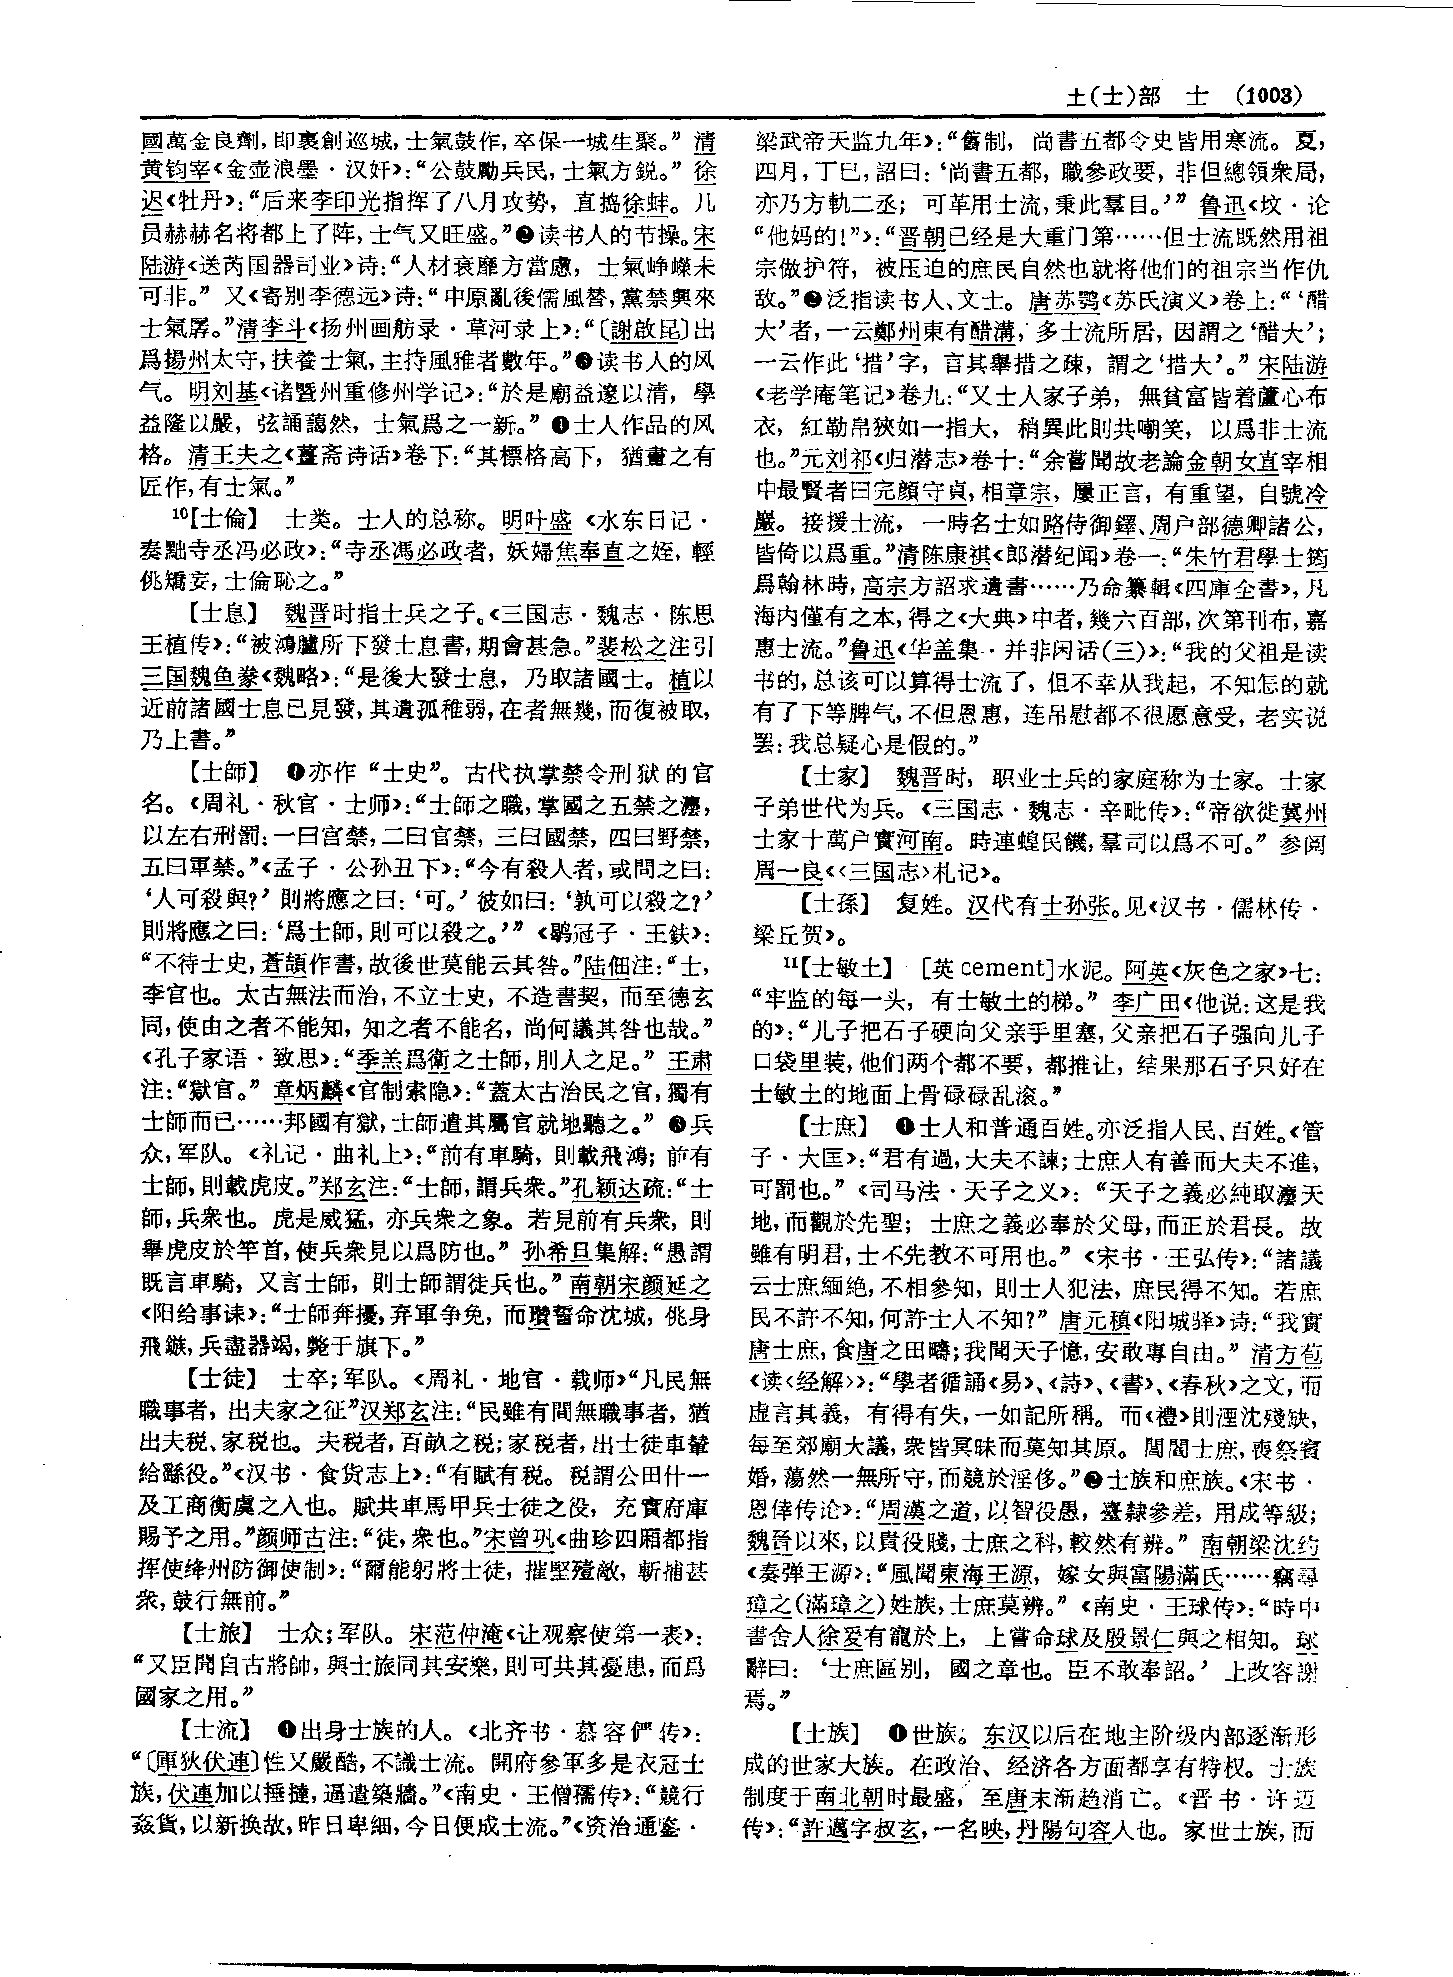 土(士)部　士　(1003)
國萬金良劑，即裹創巡城，士氣鼓作，卒保一城生聚。”清
黄钧宰《金壶浪墨·汉奸》：“公鼓勵兵民，士氣方鋭。”徐
迟《牡丹》：“后来李印光指挥了八月攻势，直捣徐蚌。几
员赫赫名将都上了阵，士气又旺盛。”❷读书人的节操。宋
陆游《送芮国器司业》诗：“人材衰靡方當慮，士氣峥嶸未
可非。”又《寄别李德远》诗：“中原亂後儒風替，黨禁興來
士氣孱。”清李斗《扬州画舫录·草河录上》：“〔謝啟昆〕出
爲揚州太守，扶養士氣，主持風雅者數年。”❸读书人的风
气。明刘基《诸暨州重修州学记》：“於是廟益邃以清，學
益隆以嚴，弦誦藹然，士氣爲之一新。”❹士人作品的风
格。清王夫之《薑斋诗话》卷下：“其標格高下，猶畫之有
匠作，有士氣。”
10【士倫】　士类。士人的总称。明叶盛《水东日记·
奏黜寺丞冯必政》：“寺丞馮必政者，妖婦焦奉直之姪，輕
佻矯妄，士倫恥之。”
【士息】　魏晋时指士兵之子。《三国志·魏志·陈思
王植传》：“被鴻臚所下發士息書，期會甚急。”裴松之注引
三国魏鱼豢《魏略》：“是後大發士息，乃取諸國士。植以
近前諸國士息已見發，其遺孤稚弱，在者無幾，而復被取，
乃上書。”
【士師】　❶亦作“士史”。古代执掌禁令刑狱的官
名。《周礼·秋官·士师》：“士師之職，掌國之五禁之灋，
以左右刑罰：一曰宫禁，二曰官禁，三曰國禁，四曰野禁，
五曰軍禁。”《孟子·公孙丑下》：“今有殺人者，或問之曰：
‘人可殺與？’則將應之曰：‘可。’彼如曰：‘孰可以殺之？’
則將應之曰：‘爲士師，則可以殺之。’”《鹖冠子·王鈇》：
“不待士史，蒼頡作書，故後世莫能云其咎。”陆佃注：“士，
李官也。太古無法而治，不立士史，不造書契，而至德玄
同，使由之者不能知，知之者不能名，尚何議其咎也哉。”
《孔子家语·致思》：“季羔爲衛之士師，刖人之足。”王肃
注：“獄官。”章炳麟《官制索隐》：“蓋太古治民之官，獨有
士師而已……邦國有獄，士師遣其屬官就地聽之。”❸兵
众，军队。《礼记·曲礼上》：“前有車騎，則載飛鴻；前有
士師，則載虎皮。”郑玄注：“士師，謂兵衆。”孔颖达疏：“士
師，兵衆也。虎是威猛，亦兵衆之象。若見前有兵衆，則
舉虎皮於竿首，使兵衆見以爲防也。”孙希旦集解：“愚謂
既言車騎，又言士師，則士師謂徒兵也。”南朝宋颜延之
《阳给事诔》：“士師奔擾，弃軍争免，而瓚誓命沈城，佻身
飛鏃，兵盡器竭，斃于旗下。”
【士徒】　士卒；军队。《周礼·地官·载师》“凡民無
職事者，出夫家之征”汉郑玄注：“民雖有閒無職事者，猶
出夫税、家税也。夫税者，百畝之税；家税者，出士徒車輦
給繇役。”《汉书·食货志上》：“有賦有税。税謂公田什一
及工商衡虞之入也。賦共車馬甲兵士徒之役，充實府庫
賜予之用。”颜师古注：“徒，衆也。”宋曾巩《曲珍四厢都指
挥使绛州防御使制》：“爾能躬將士徒，摧堅殪敵，斬捕甚
衆，鼓行無前。”
【士旅】　士众；军队。宋范仲淹《让观察使第一表》：
“又臣聞自古將帥，與士旅同其安樂，則可共其憂患，而爲
國家之用。”
【士流】　❶出身士族的人。《北齐书·慕容俨传》：
“〔厙狄伏連〕性又嚴酷，不識士流。開府參軍多是衣冠士
族，伏連加以捶撻，逼遣築牆。”《南史·王僧孺传》：“競行
姦貨，以新换故，昨日卑細，今日便成士流。”《资治通鉴·
梁武帝天监九年》：“舊制，尚書五都令史皆用寒流。夏，
四月，丁巳，詔曰：‘尚書五都，職參政要，非但總領衆局，
亦乃方軌二丞；可革用士流，秉此羣目。’”鲁迅《坟·论
“他妈的！”》：“晋朝已经是大重门第……但士流既然用祖
宗做护符，被压迫的庶民自然也就将他们的祖宗当作仇
敌。”❷泛指读书人、文士。唐苏鹗《苏氏演义》卷上：“‘醋
大’者，一云鄭州東有醋溝，多士流所居，因謂之‘醋大’；
一云作此‘措’字，言其舉措之疎，謂之‘措大’。”宋陆游
《老学庵笔记》卷九：“又士人家子弟，無貧富皆着蘆心布
衣，紅勒帛狹如一指大，稍異此則共嘲笑，以爲非士流
也。”元刘祁《归潜志》卷十：“余嘗聞故老論金朝女直宰相
中最賢者曰完顔守貞，相章宗，屢正言，有重望，自號冷
巖。接援士流，一時名士如路侍御鐸、周户部德卿諸公，
皆倚以爲重。”清陈康祺《郎潜纪闻》卷一：“朱竹君學士筠
爲翰林時，高宗方詔求遺書……乃命纂輯《四庫全書》，凡
海内僅有之本，得之《大典》中者，幾六百部，次第刊布，嘉
惠士流。”鲁迅《华盖集·并非闲话(三)》：“我的父祖是读
书的，总该可以算得士流了，但不幸从我起，不知怎的就
有了下等脾气，不但恩惠，连吊慰都不很愿意受，老实说
罢：我总疑心是假的。”
【士家】　魏晋时，职业士兵的家庭称为士家。士家
子弟世代为兵。《三国志·魏志·辛毗传》：“帝欲徙冀州
士家十萬户實河南。時連蝗民饑，羣司以爲不可。”参阅
周一良《〈三国志〉札记》。
【士孫】　复姓。汉代有士孙张。见《汉书·儒林传·
梁丘贺》。
11【士敏土】　[英 cement]水泥。阿英《灰色之家》七：
“牢监的每一头，有士敏土的梯。”李广田《他说：这是我
的》：“儿子把石子硬向父亲手里塞，父亲把石子强向儿子
口袋里装，他们两个都不要，都推让，结果那石子只好在
士敏土的地面上骨碌碌乱滚。”
【士庶】　❶士人和普通百姓。亦泛指人民、百姓。《管
子·大匡》：“君有過，大夫不諫；士庶人有善而大夫不進，
可罰也。”《司马法·天子之义》：“天子之義必純取灋天
地，而觀於先聖；士庶之義必奉於父母，而正於君長。故
雖有明君，士不先教不可用也。”《宋书·王弘传》：“諸議
云士庶緬絶，不相參知，則士人犯法，庶民得不知。若庶
民不許不知，何許士人不知？”唐元稹《阳城驿》诗：“我實
唐士庶，食唐之田疇；我聞天子憶，安敢專自由。”清方苞
《读〈经解〉》：“學者循誦《易》、《詩》、《書》、《春秋》之文，而
虚言其義，有得有失，一如記所稱。而《禮》則湮沈殘缺，
每至郊廟大議，衆皆冥昧而莫知其原。閭閻士庶，喪祭賓
婚，蕩然一無所守，而競於淫侈。”❷士族和庶族。《宋书·
恩倖传论》：“周漢之道，以智役愚，臺隸參差，用成等級；
魏晉以來，以貴役賤，士庶之科，較然有辨。”南朝梁沈约
《奏弹王源》：“風聞東海王源，嫁女與富陽滿氏……竊尋
璋之(滿璋之)姓族，士庶莫辨。”《南史·王球传》：“時中
書舍人徐爰有寵於上，上嘗命球及殷景仁與之相知。球
辭曰：‘士庶區别，國之章也。臣不敢奉詔。’上改容謝
焉。”
【士族】　❶世族。东汉以后在地主阶级内部逐渐形
成的世家大族。在政治、经济各方面都享有特权。士族
制度于南北朝时最盛，至唐末渐趋消亡。《晋书·许迈
传》：“許邁字叔玄，一名映，丹陽句容人也。家世士族，而